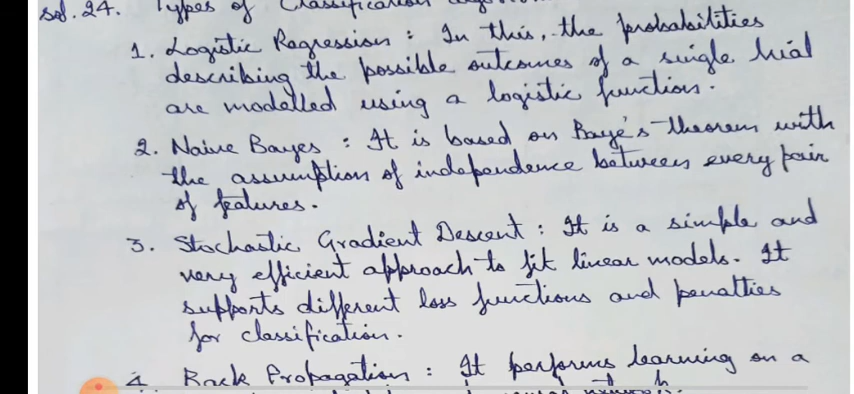 Sol. 24. Types of Classification
1. Logistic Regression : In this, the probabilities
describing the possible outcomes of a single trial
are modelled using a logistic function.
2. Naive Bayes : It is based on Baye's theorem with
the assumption of independence between every pair
of features.
3. Stochastic Gradient Descent : It is a simple and
very efficient approach to fit linear models. It
supports different loss functions and penalties
for classification.
4. Back Propagation : It performs learning on a